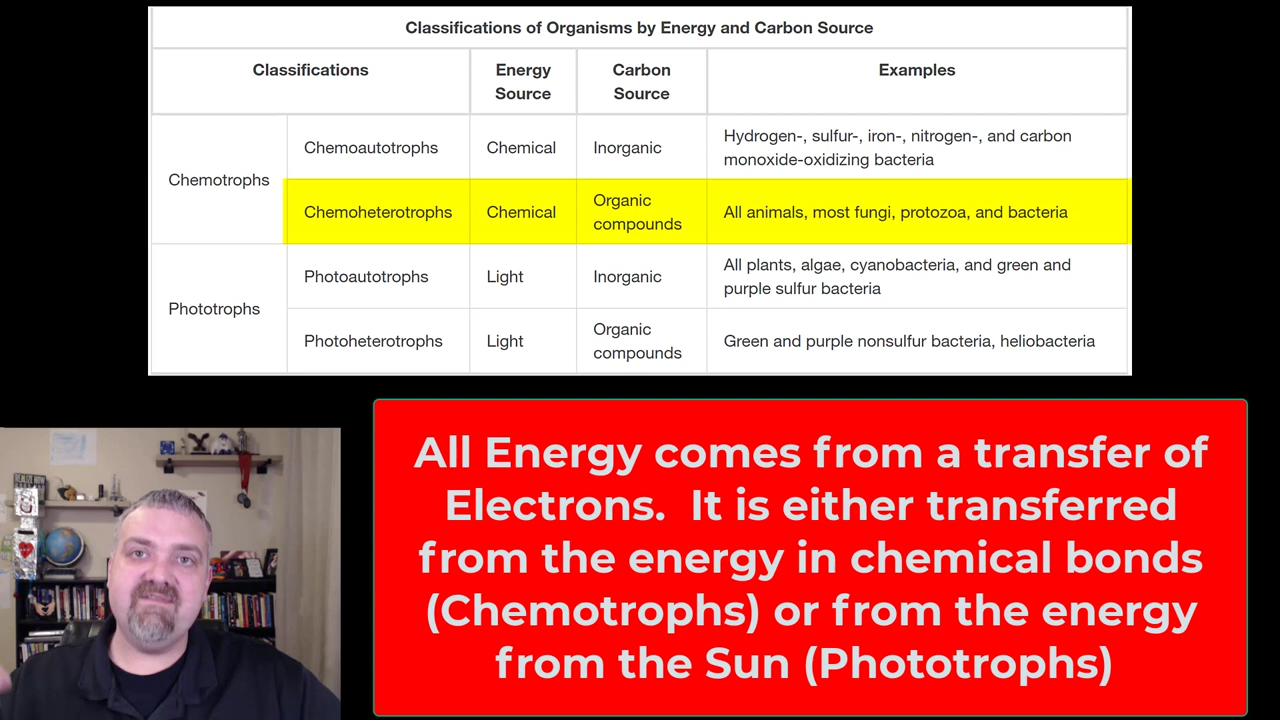 Classifications of Organisms by Energy and Carbon Source
Classifications
Energy
Source
Carbon
Source
Examples
Chemotrophs
Chemoautotrophs
Chemical
Inorganic
Hydrogen-, sulfur-, iron-, nitrogen-, and carbon
monoxide-oxidizing bacteria
Chemoheterotrophs
Chemical
Organic
compounds
All animals, most fungi, protozoa, and bacteria
Phototrophs
Photoautotrophs
Light
Inorganic
All plants, algae, cyanobacteria, and green and
purple sulfur bacteria
Photoheterotrophs
Light
Organic
compounds
Green and purple nonsulfur bacteria, heliobacteria
All Energy comes from a transfer of
Electrons. It is either transferred
from the energy in chemical bonds
(Chemotrophs) or from the energy
from the Sun (Phototrophs)